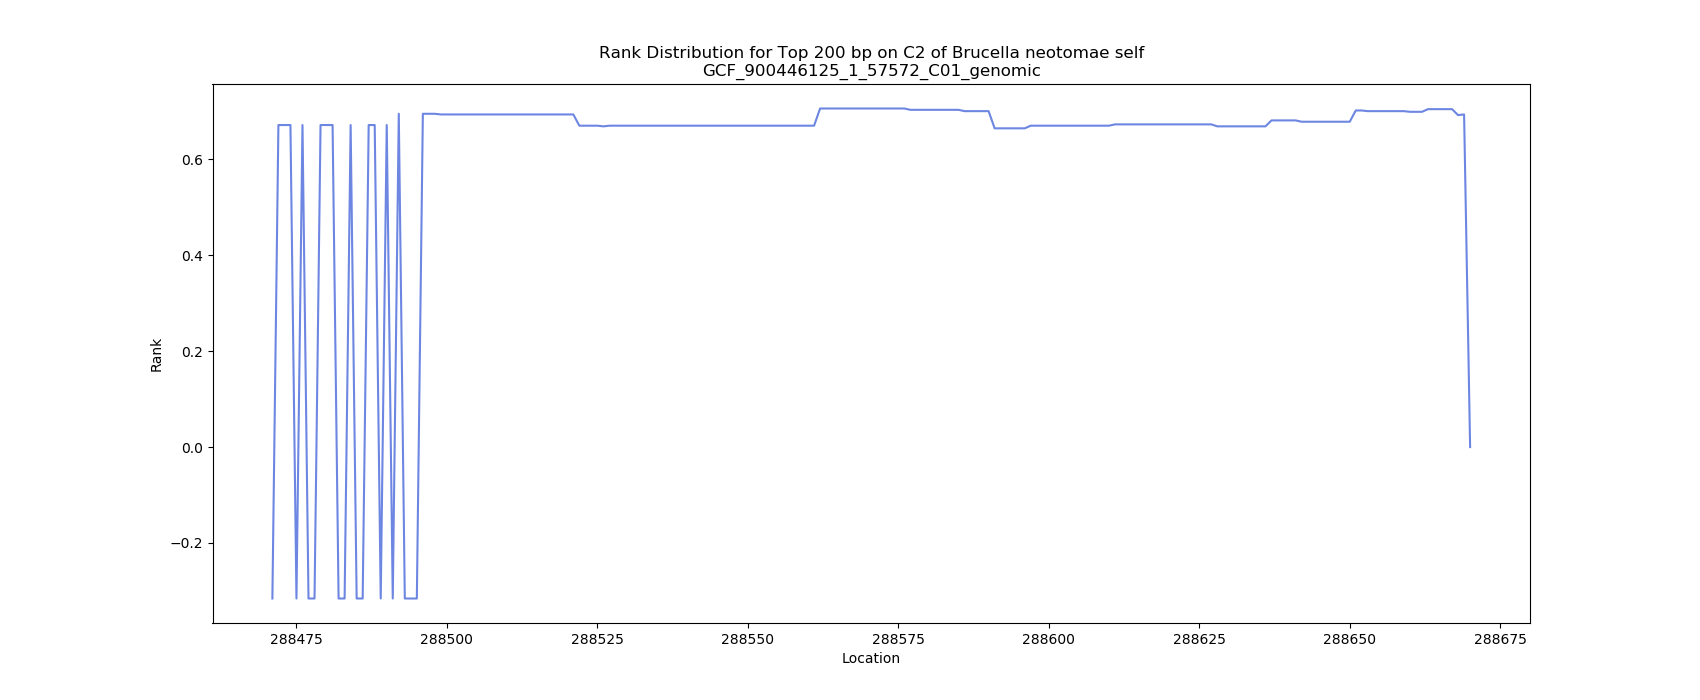 Rank Distribution for Top 200 bp on C2 of Brucella neotomae self
GCF_900446125_1_57572_C01_genomic
Rank
0.6
0.4
0.2
0.0
−0.2
288475 288500 288525 288550 288575 288600 288625 288650 288675
Location